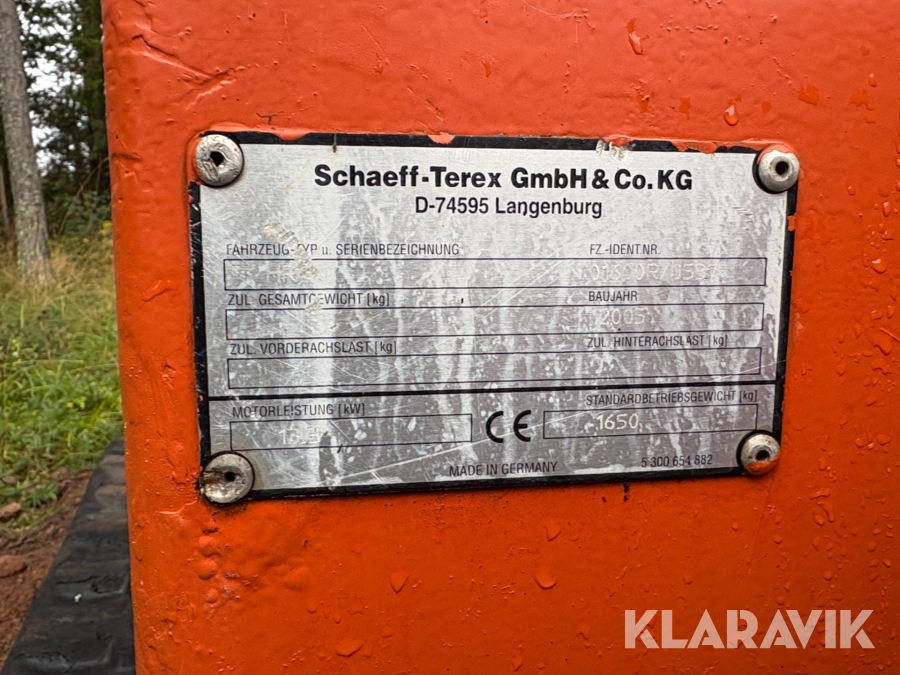 Schaeff-Terex GmbH & Co. KG
D-74595 Langenburg
FAHRZEUG-TYP u. SERIENBEZEICHNUNG FZ.-IDENT.NR.
ZUL. GESAMTGEWICHT [kg] BAUJAHR
2005
ZUL. VORDERACHSLAST [kg] ZUL. HINTERACHSLAST [kg]
MOTORLEISTUNG [kW] STANDARDBETRIEBSGEWICHT [kg]
CE 1650
MADE IN GERMANY 5 300 654 882
KLARAVIK